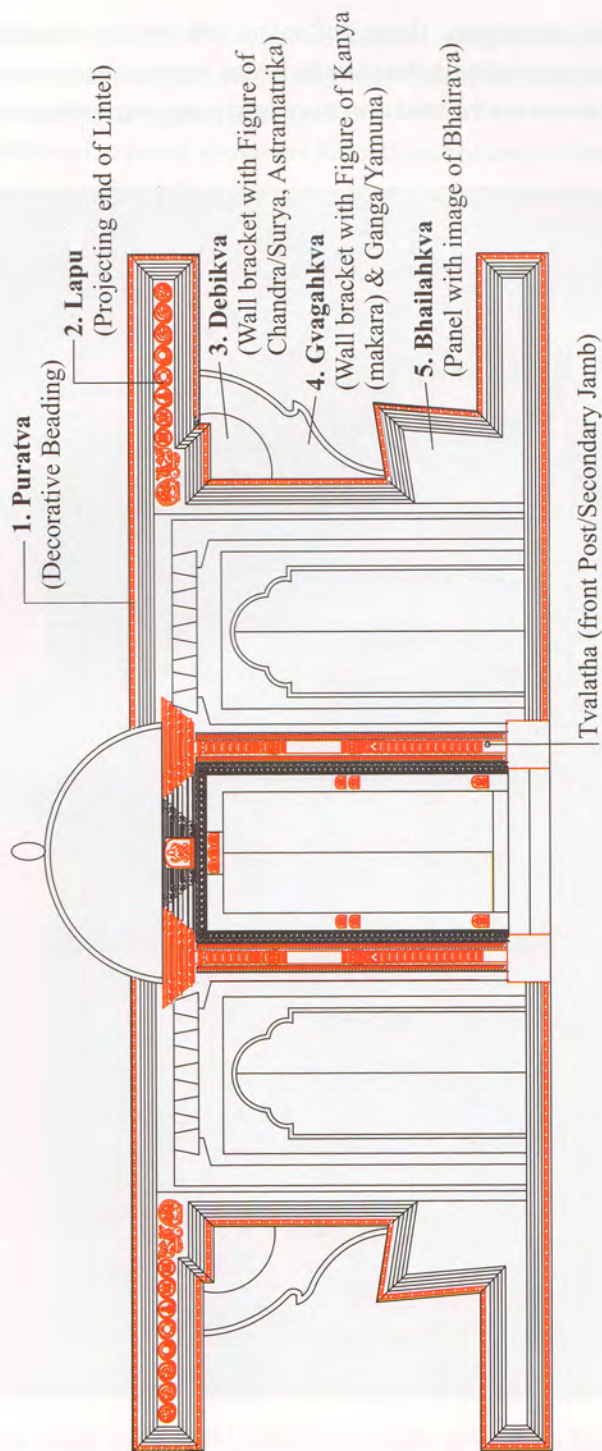 1. Puratva
(Decorative Beading)
2. Lapu
(Projecting end of Lintel)
3. Debikva
(Wall bracket with Figure of
Chandra/Surya, Astramatrika)
4. Gvagahkva
(Wall bracket with Figure of Kanya
(makara) & Ganga/Yamuna)
5. Bhailahkva
(Panel with image of Bharava)
Tvalatha (front Post/Secondary Jamb)